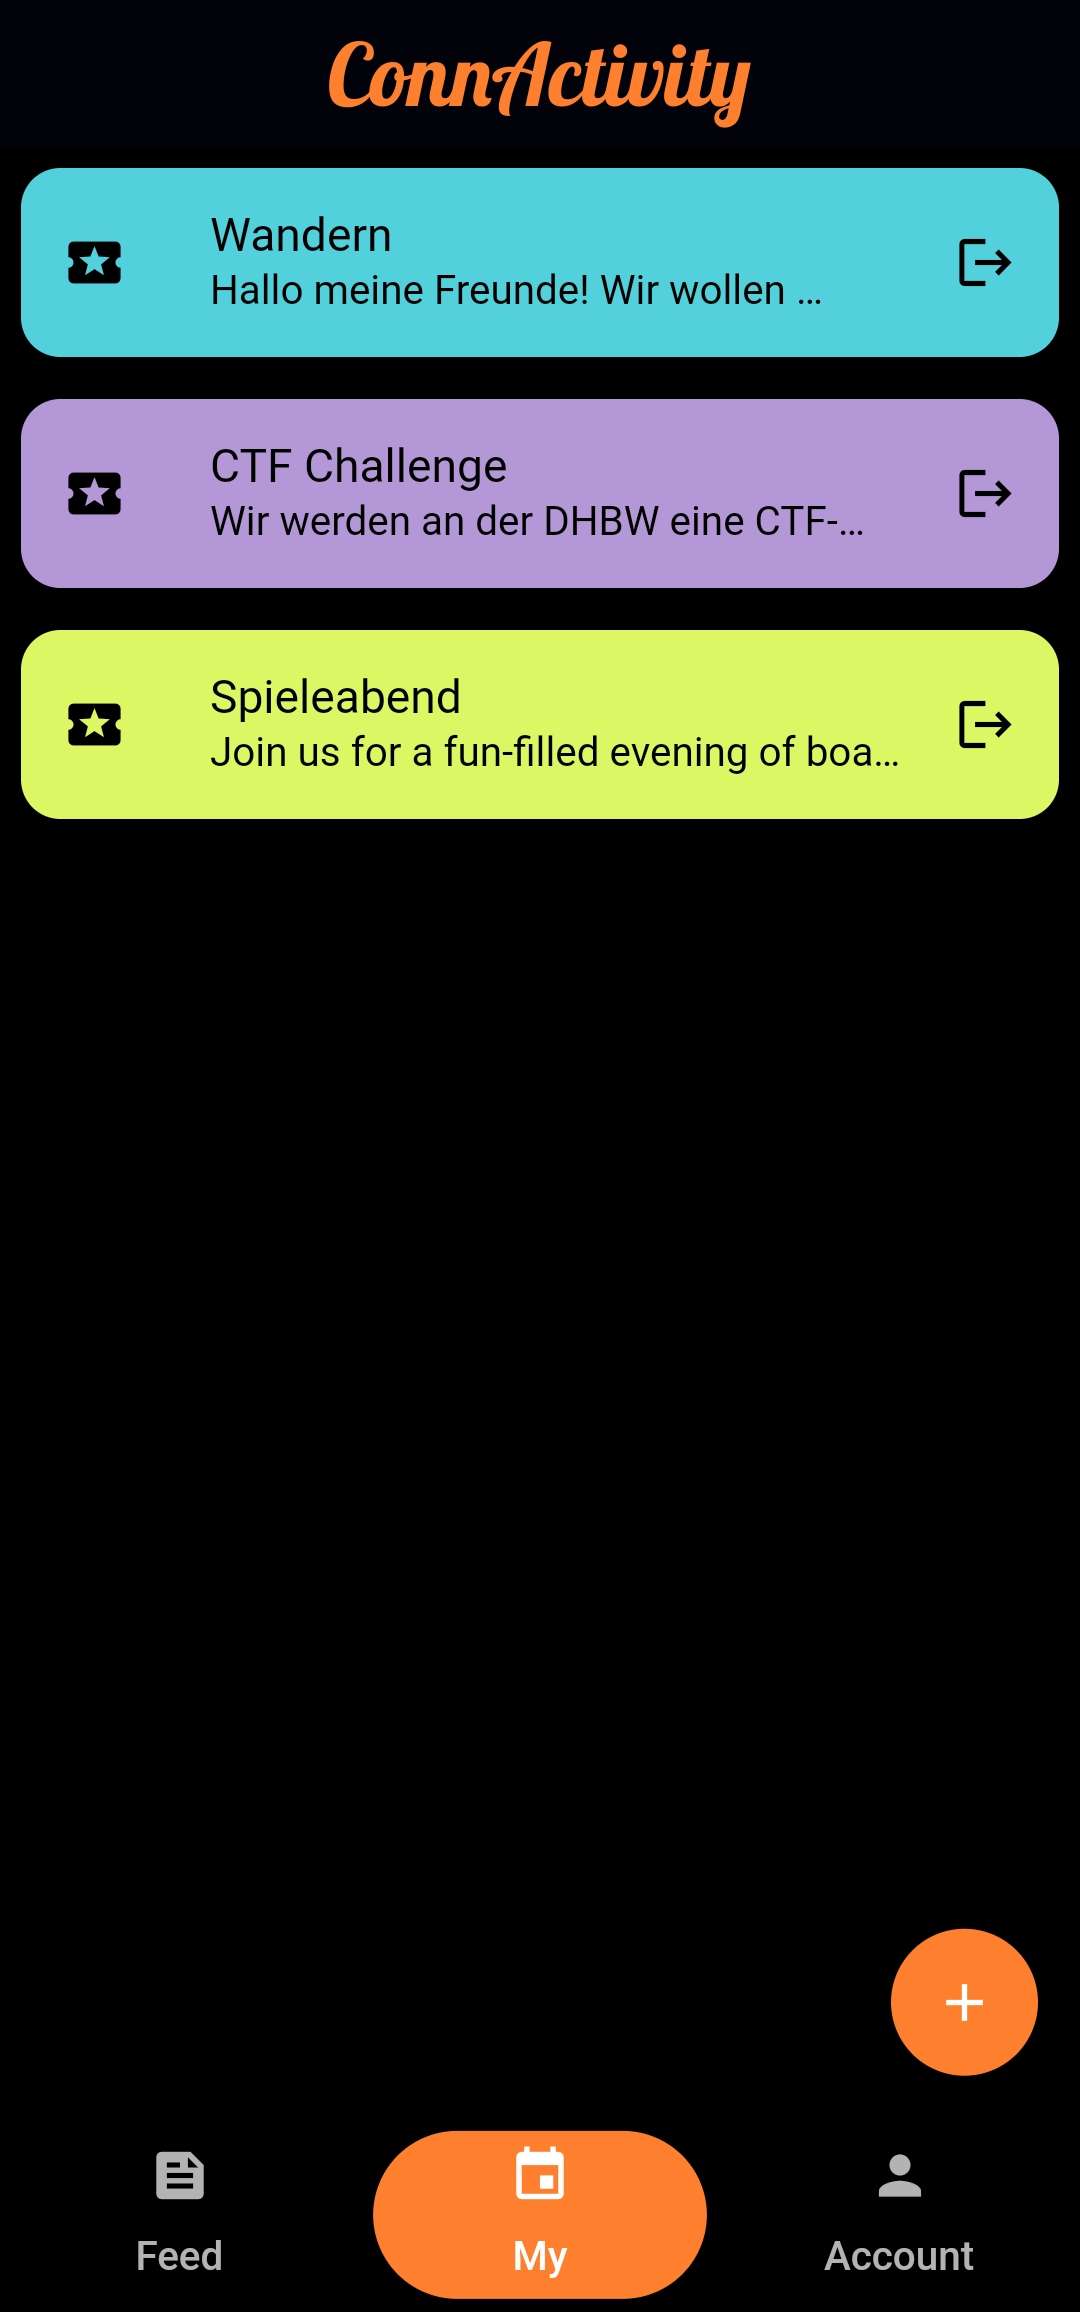 ConnActivity
Wandern
Hallo meine Freunde! Wir wollen ...
CTF Challenge
Wir werden an der DHBW eine CTF-...
Spieleabend
Join us for a fun-filled evening of boa...
Feed
My
Account